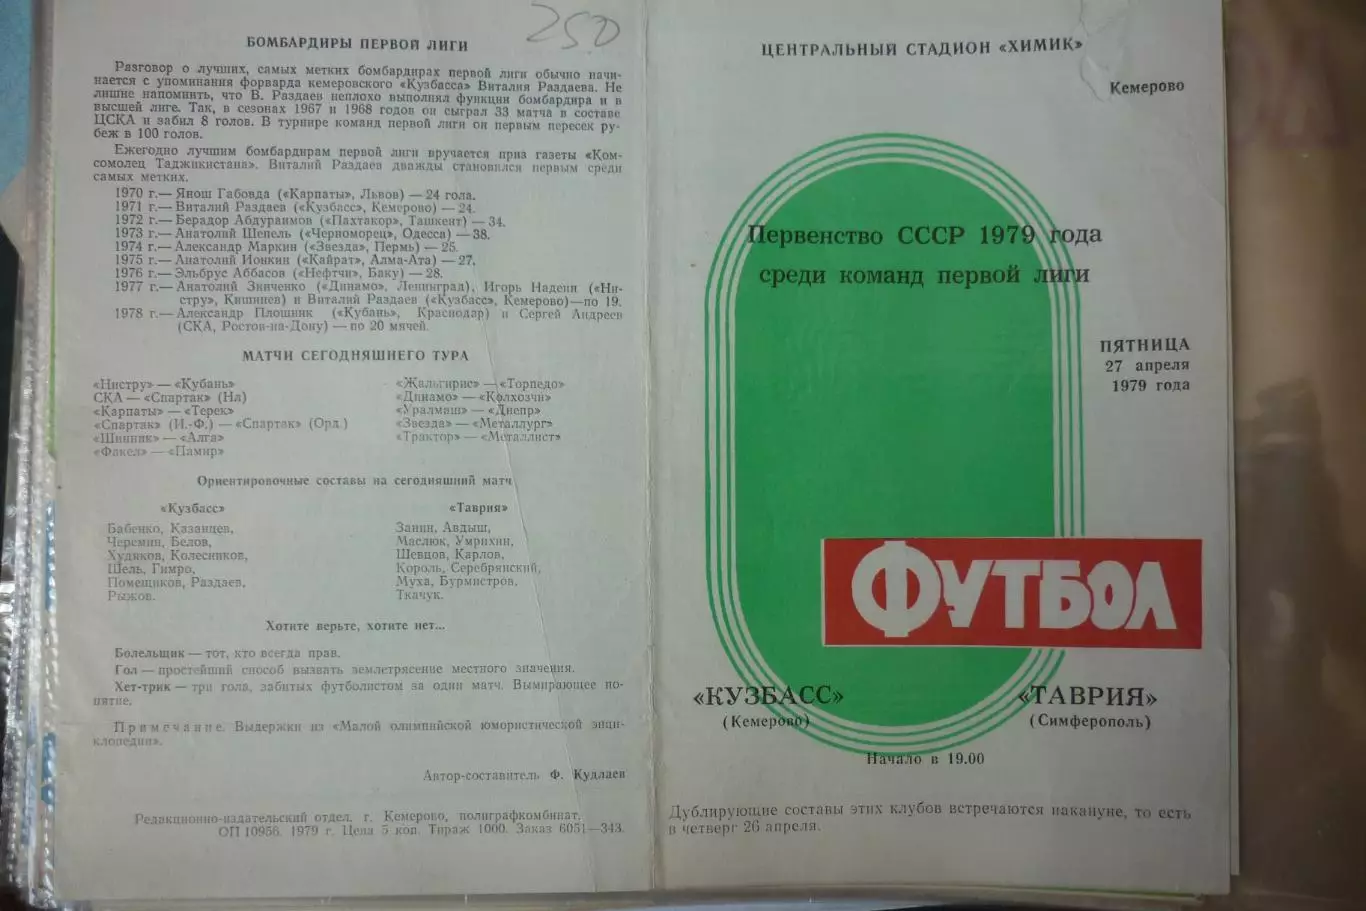 250
БОМБАРДИРЫ ПЕРВОЙ ЛИГИ
Разговор о лучших, самых метких бомбардирах первой лиги обычно начи-
нается с упоминания форварда кемеровского «Кузбасса» Виталия Раздаева. Не
лишне напомнить, что В. Раздаев неплохо выполнял функции бомбардира и в
высшей лиге. Так, в сезонах 1967 и 1968 годов он сыграл 33 матча в составе
ЦСКА и забил 8 голов. В турнире команд первой лиги он первым пересек ру-
беж в 100 голов.
Ежегодно лучшим бомбардирам первой лиги вручается приз газеты «Ком-
сомолец Таджикистана». Виталий Раздаев дважды становился первым среди
самых метких.
1970 г.— Янош Габовда («Карпаты», Львов) — 24 гола.
1971 г.— Виталий Раздаев («Кузбасс», Кемерово) — 24.
1972 г.— Берадор Абдураимов («Пахтакор», Ташкент) — 34.
1973 г.— Анатолий Шепель («Черноморец», Одесса) — 38.
1974 г.— Александр Маркин («Звезда», Пермь) — 25.
1975 г.— Анатолий Ионкин («Кайрат», Алма-Ата) — 27.
1976 г.— Эльбрус Аббасов («Нефтчи», Баку) — 28.
1977 г.— Анатолий Зинченко («Динамо», Ленинград), Игорь Надеин («Ни-
стру», Кишинев) и Виталий Раздаев («Кузбасс», Кемерово)—по 19.
1978 г.— Александр Плошник («Кубань», Краснодар) и Сергей Андреев
(СКА, Ростов-на-Дону) — по 20 мячей.
МАТЧИ СЕГОДНЯШНЕГО ТУРА
«Нистру» — «Кубань»
СКА — «Спартак» (Нл)
«Карпаты» — «Терек»
«Спартак» (И.-Ф.) — «Спартак» (Орд.)
«Шинник» — «Алга»
«Факел» — «Памир»
«Жальгирис» — «Торпедо»
«Динамо» — «Колхозчи»
«Уралмаш» — «Днепр»
«Звезда» — «Металлург»
«Трактор» — «Металлист»
Ориентировочные составы на сегодняшний матч
«Кузбасс»
Бабенко, Казанцев,
Черемин, Белов,
Худяков, Колесников,
Шель, Гимро,
Помещиков, Раздаев,
Рыжов.
«Таврия»
Занин, Авдыш,
Маслюк, Умрихин,
Шевцов, Карлов,
Король, Серебрянский,
Муха, Бурмистров,
Ткачук.
Хотите верьте, хотите нет...
Болельщик — тот, кто всегда прав.
Гол — простейший способ вызвать землетрясение местного значения.
Хет-трик — три гола, забитых футболистом за один матч. Вымирающее по-
нятие.
Примечание. Выдержки из «Малой олимпийской юмористической энци-
клопедии».
Автор-составитель Ф. Кудлаев
Редакционно-издательский отдел. г. Кемерово, полиграфкомбинат,
ОП 10956. 1979 г. Цена 5 коп. Тираж 1000. Заказ 6051—343.
ЦЕНТРАЛЬНЫЙ СТАДИОН «ХИМИК»
Кемерово
Первенство СССР 1979 года
среди команд первой лиги
ПЯТНИЦА
27 апреля
1979 года
ФУТБОЛ
«КУЗБАСС»
(Кемерово)
«ТАВРИЯ»
(Симферополь)
Начало в 19.00
Дублирующие составы этих клубов встречаются накануне, то есть
в четверг 26 апреля.